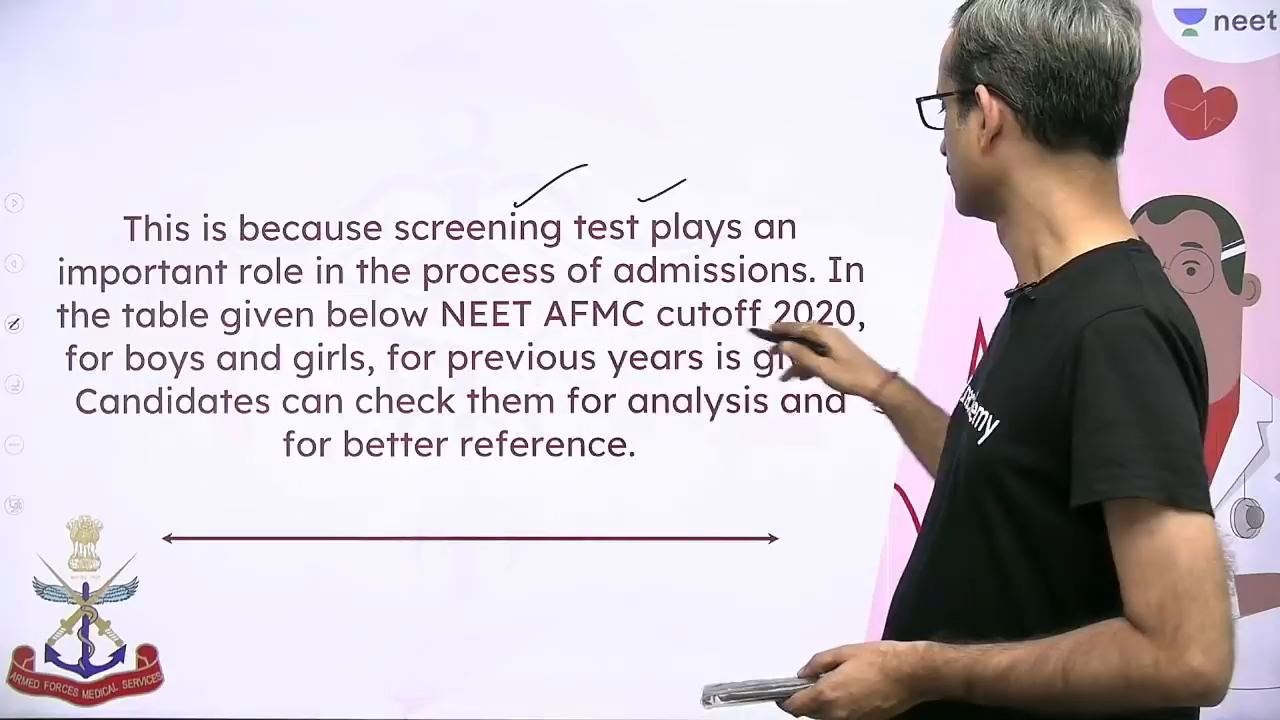 neet
This is because screening test plays an
important role in the process of admissions. In
the table given below NEET AFMC cutoff 2020,
for boys and girls, for previous years is
Candidates can check them for analysis and
for better reference.
ARMED FORCES MEDICAL SERVICES